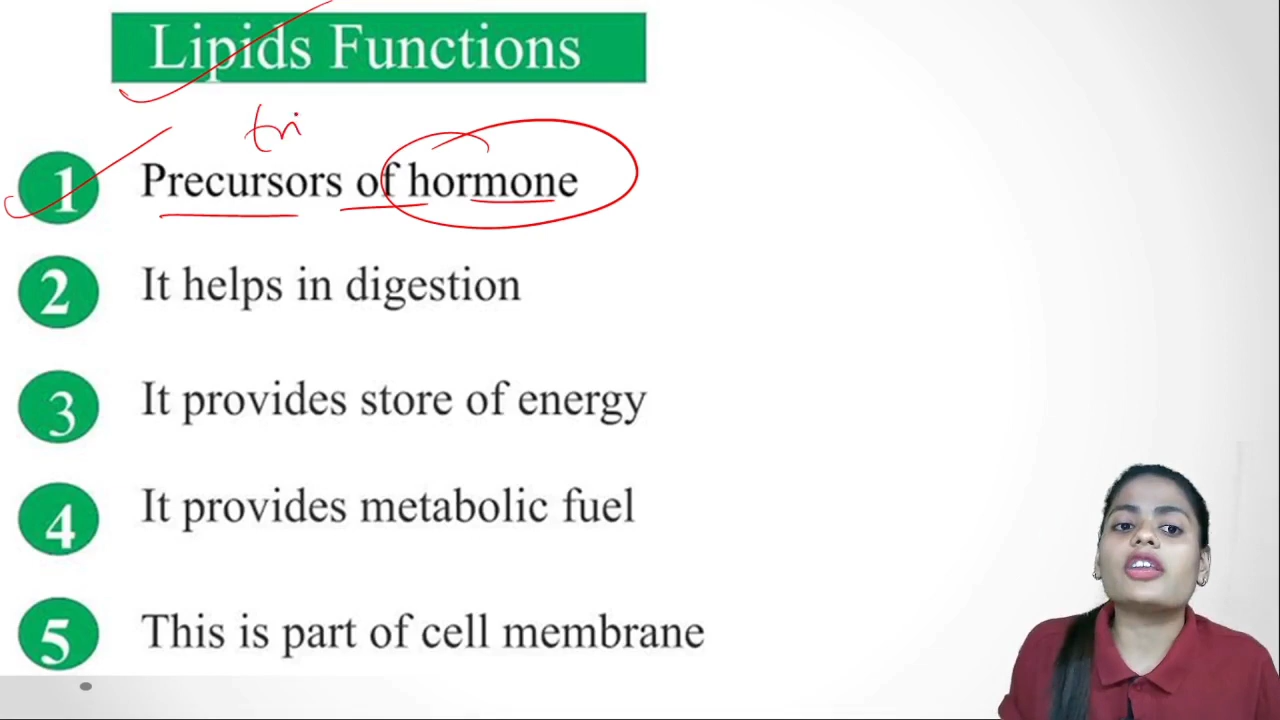 Lipids Functions
tri
1 Precursors of hormone
2 It helps in digestion
3 It provides store of energy
4 It provides metabolic fuel
5 This is part of cell membrane